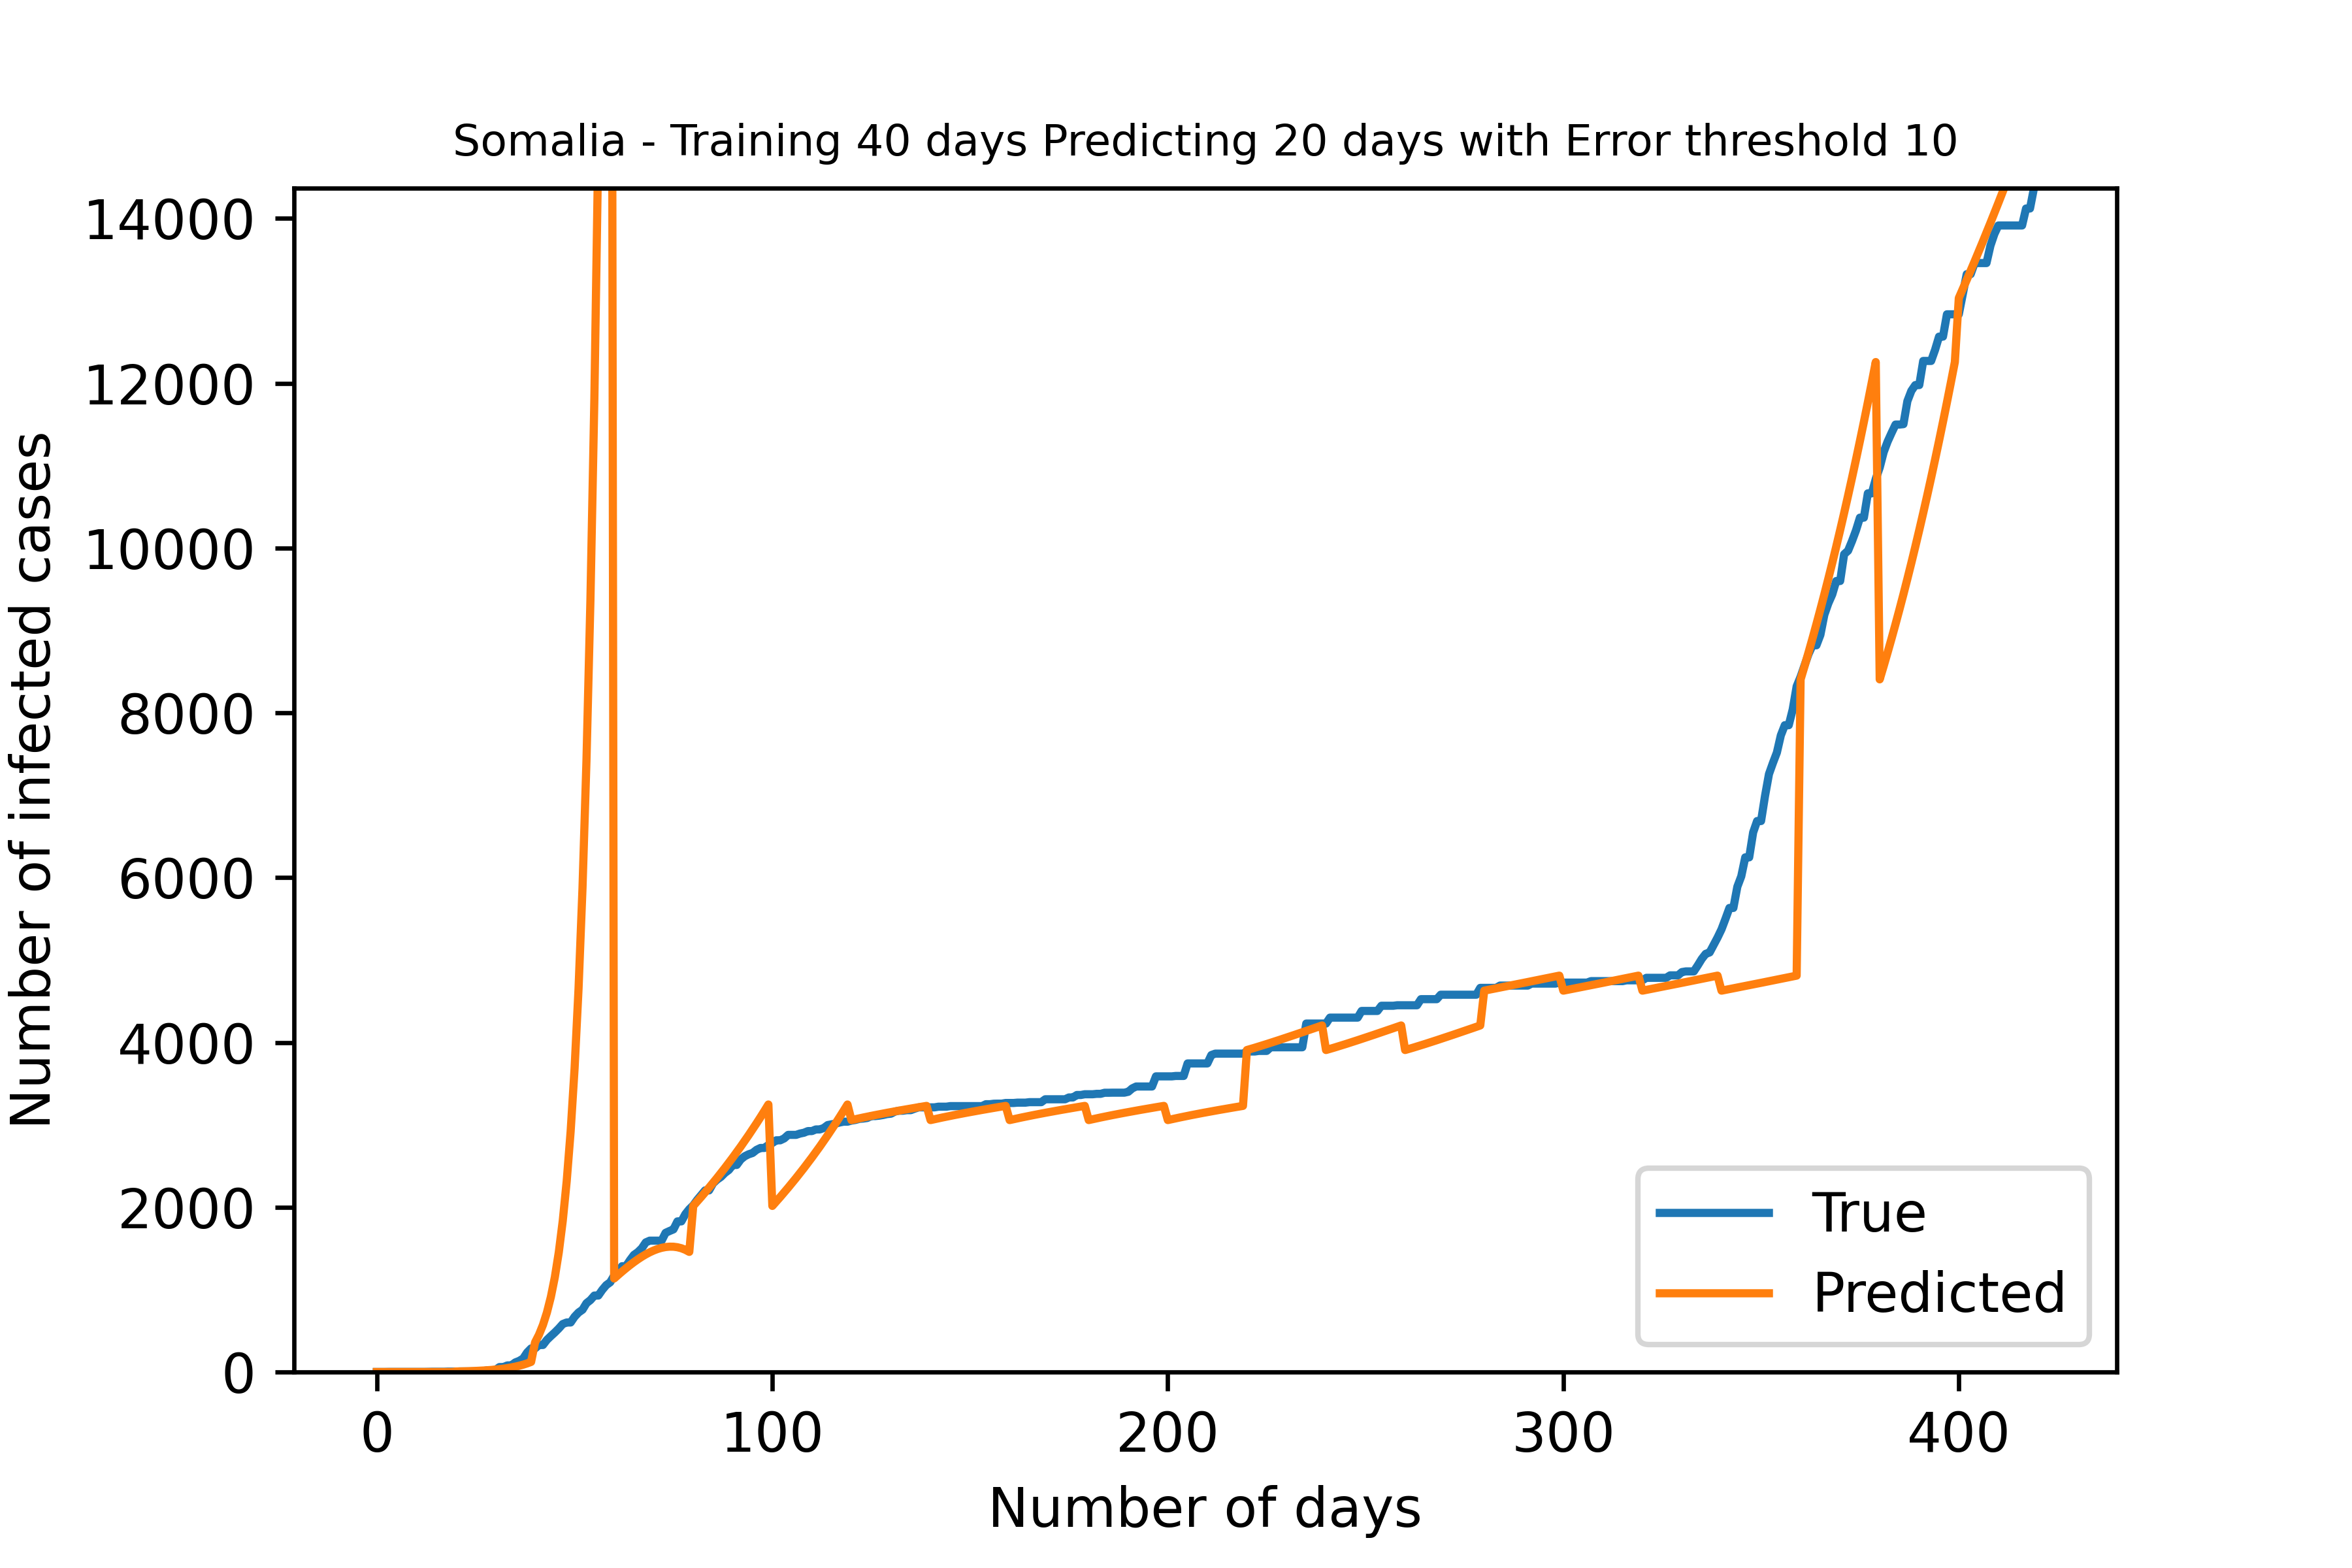 Somalia - Training 40 days Predicting 20 days with Error threshold 10
14000
12000
10000
8000
6000
4000
2000
0
Number of infected cases
0 100 200 300 400
Number of days
True
Predicted